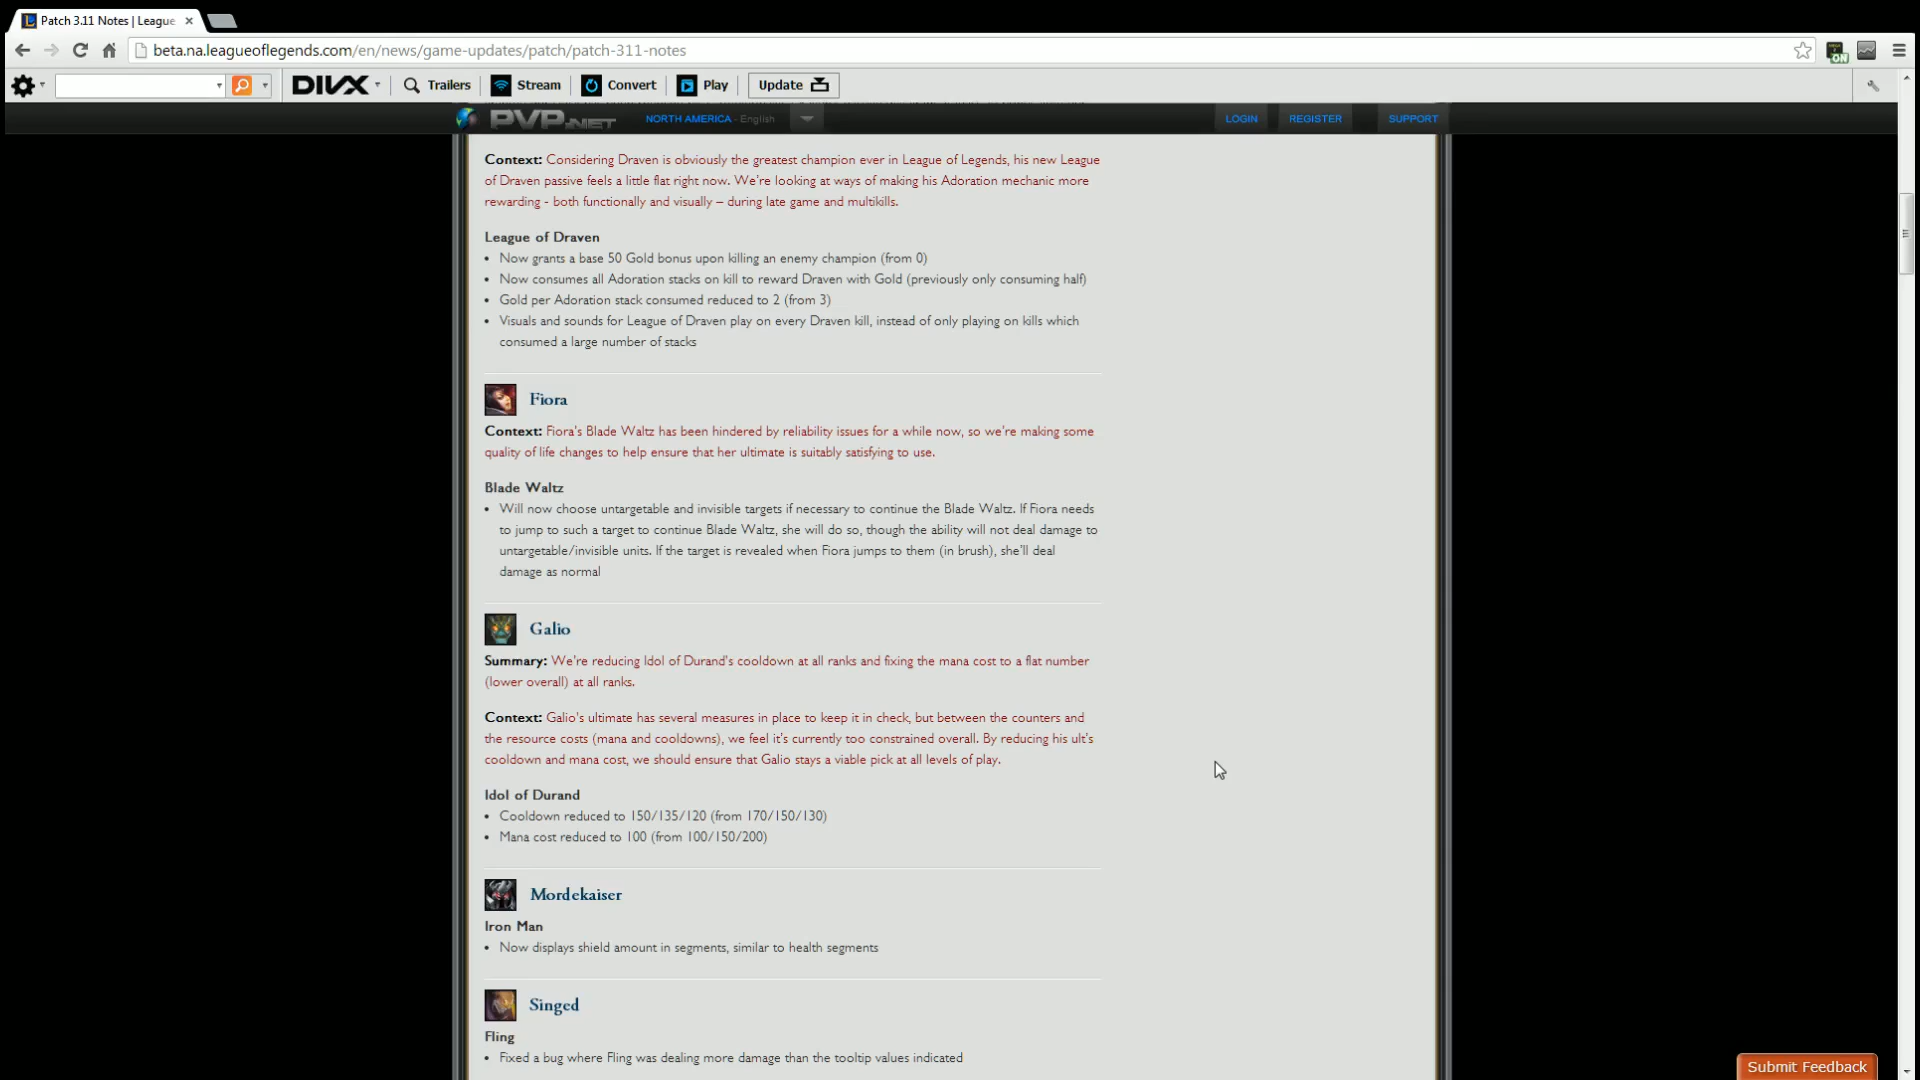 Patch 3.11 Notes | League
beta.na.leagueoflegends.com/en/news/game-updates/patch/patch-311-notes
ON
DIVX Trailers Stream Convert Play Update
PVP.NET NORTH AMERICA - English LOGIN REGISTER SUPPORT
Context: Considering Draven is obviously the greatest champion ever in League of Legends, his new League
of Draven passive feels a little flat right now. We're looking at ways of making his Adoration mechanic more
rewarding - both functionally and visually – during late game and multikills.
League of Draven
• Now grants a base 50 Gold bonus upon killing an enemy champion (from 0)
• Now consumes all Adoration stacks on kill to reward Draven with Gold (previously only consuming half)
• Gold per Adoration stack consumed reduced to 2 (from 3)
• Visuals and sounds for League of Draven play on every Draven kill, instead of only playing on kills which
consumed a large number of stacks
Fiora
Context: Fiora's Blade Waltz has been hindered by reliability issues for a while now, so we're making some
quality of life changes to help ensure that her ultimate is suitably satisfying to use.
Blade Waltz
• Will now choose untargetable and invisible targets if necessary to continue the Blade Waltz. If Fiora needs
to jump to such a target to continue Blade Waltz, she will do so, though the ability will not deal damage to
untargetable/invisible units. If the target is revealed when Fiora jumps to them (in brush), she'll deal
damage as normal
Galio
Summary: We're reducing Idol of Durand's cooldown at all ranks and fixing the mana cost to a flat number
(lower overall) at all ranks.
Context: Galio's ultimate has several measures in place to keep it in check, but between the counters and
the resource costs (mana and cooldowns), we feel it's currently too constrained overall. By reducing his ult's
cooldown and mana cost, we should ensure that Galio stays a viable pick at all levels of play.
Idol of Durand
• Cooldown reduced to 150/135/120 (from 170/150/130)
• Mana cost reduced to 100 (from 100/150/200)
Mordekaiser
Iron Man
• Now displays shield amount in segments, similar to health segments
Singed
Fling
• Fixed a bug where Fling was dealing more damage than the tooltip values indicated
Submit Feedback